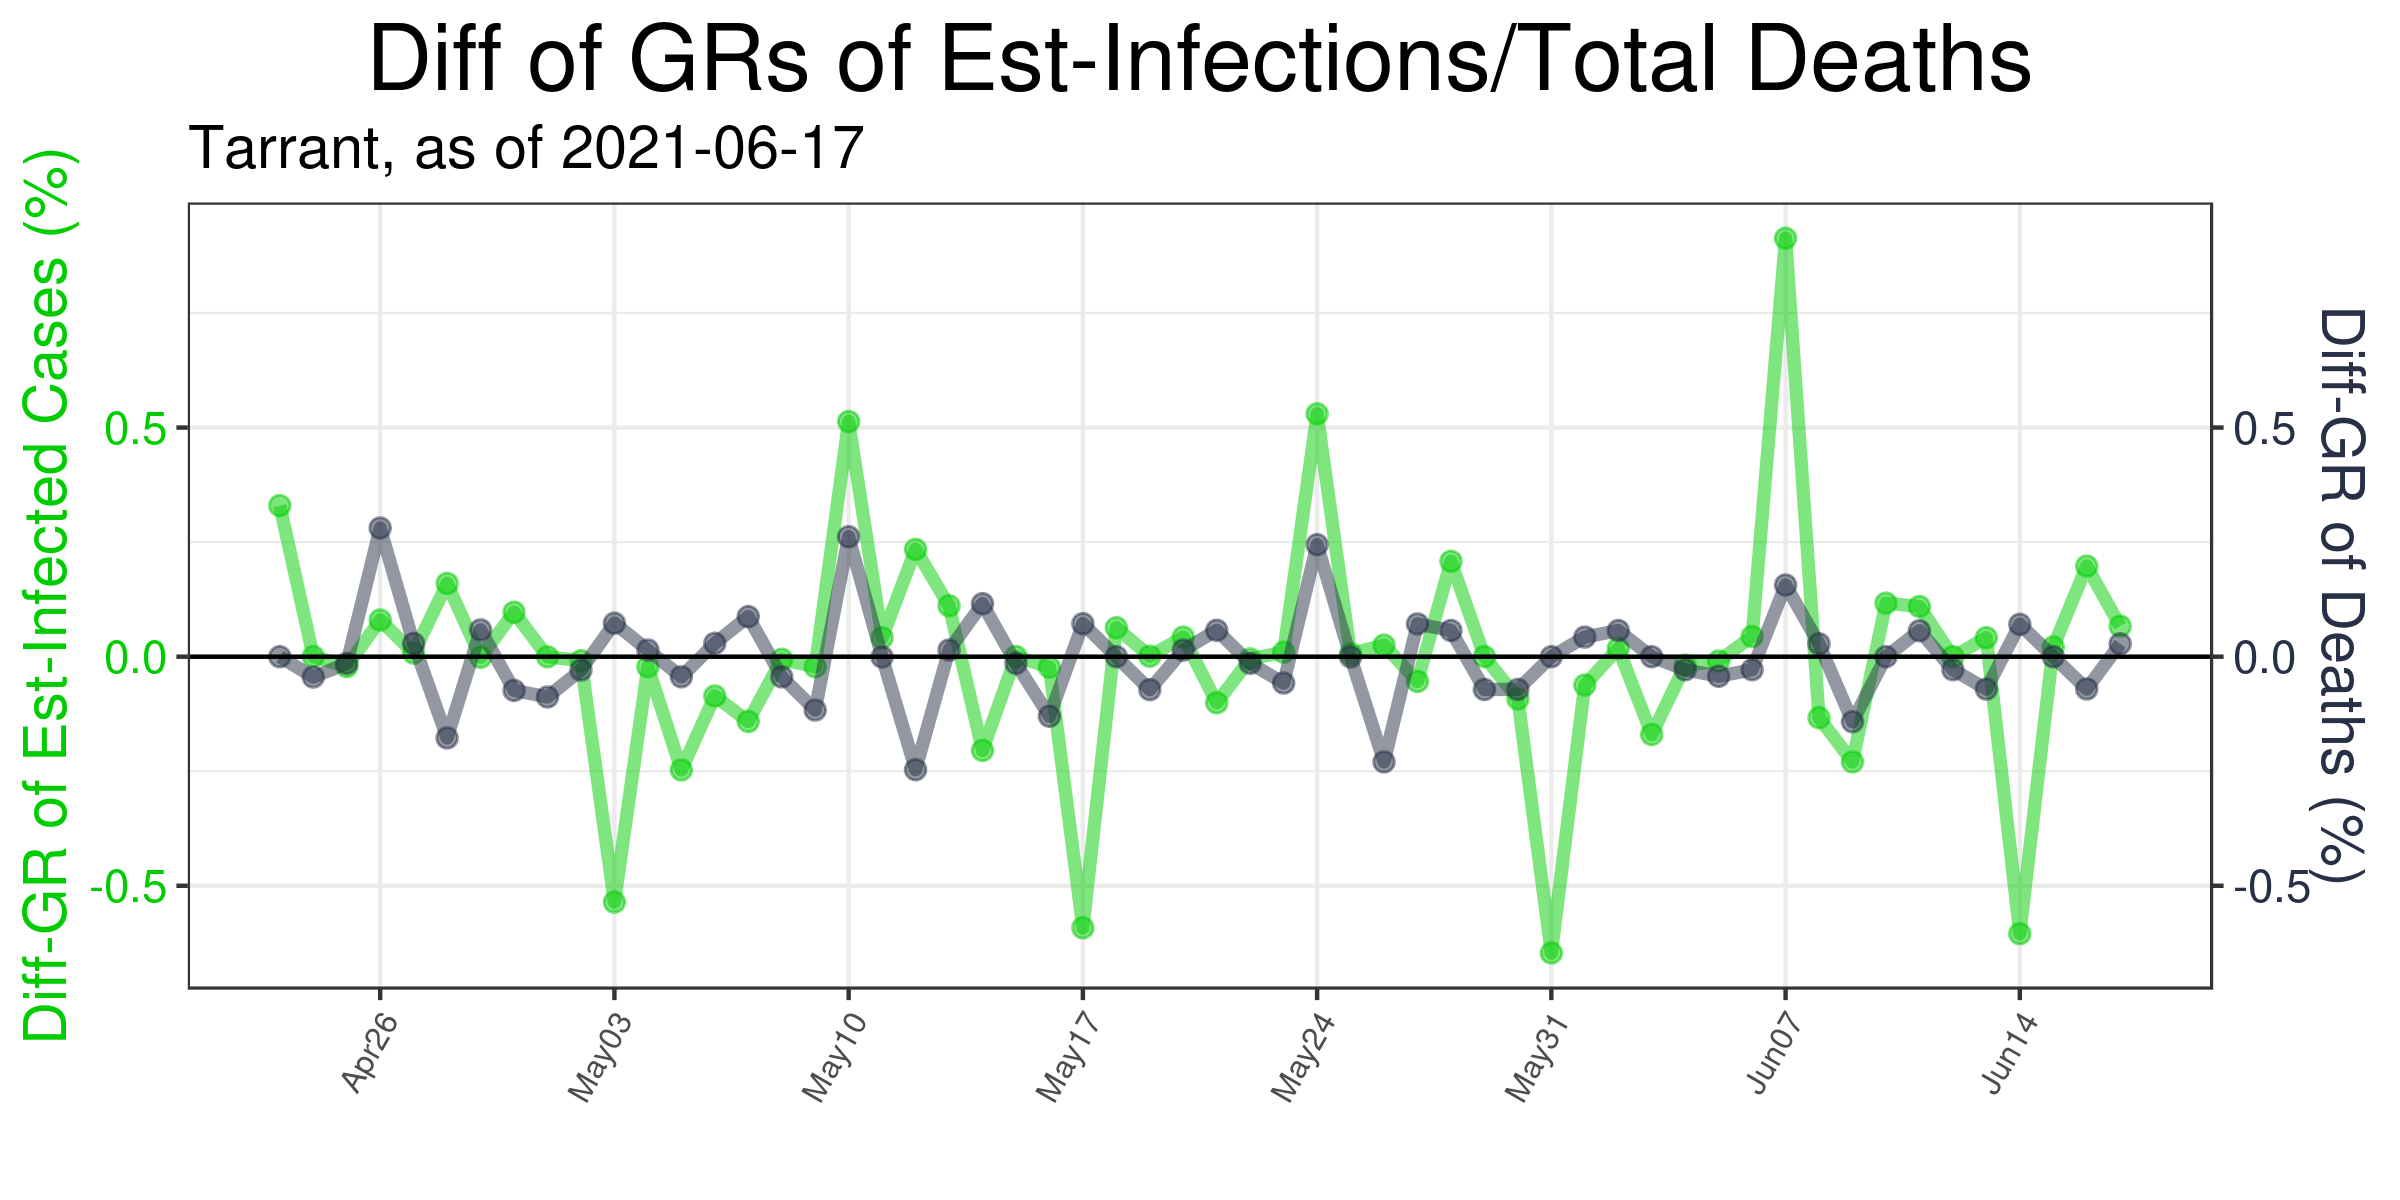 Diff of GRs of Est-Infections/Total Deaths
Tarrant, as of 2021-06-17
Diff-GR of Est-Infected Cases (%)
0.5
0.0
-0.5
0.5
0.0
-0.5
Diff-GR of Deaths (%)
Apr26
May03
May10
May17
May24
May31
Jun07
Jun14